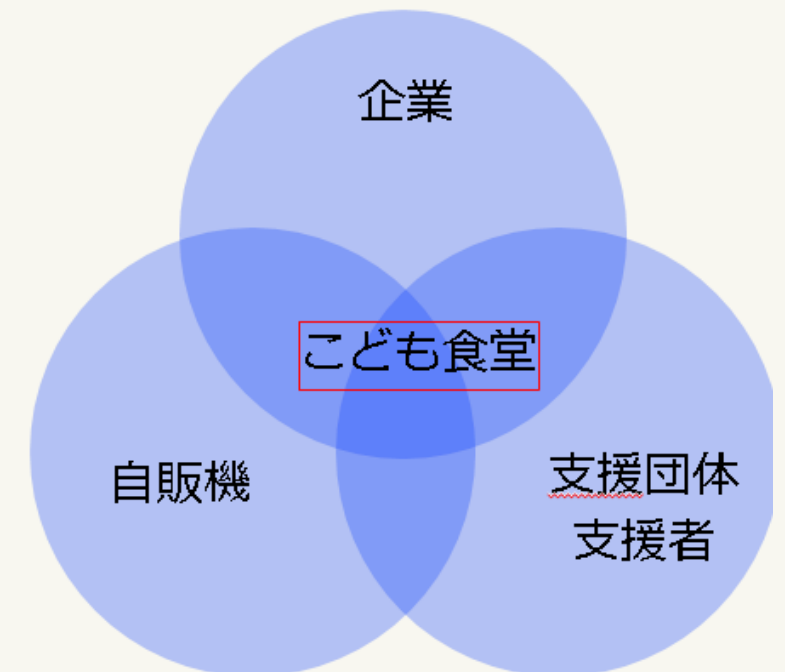 企業
こども食堂
自販機
支援団体
支援者